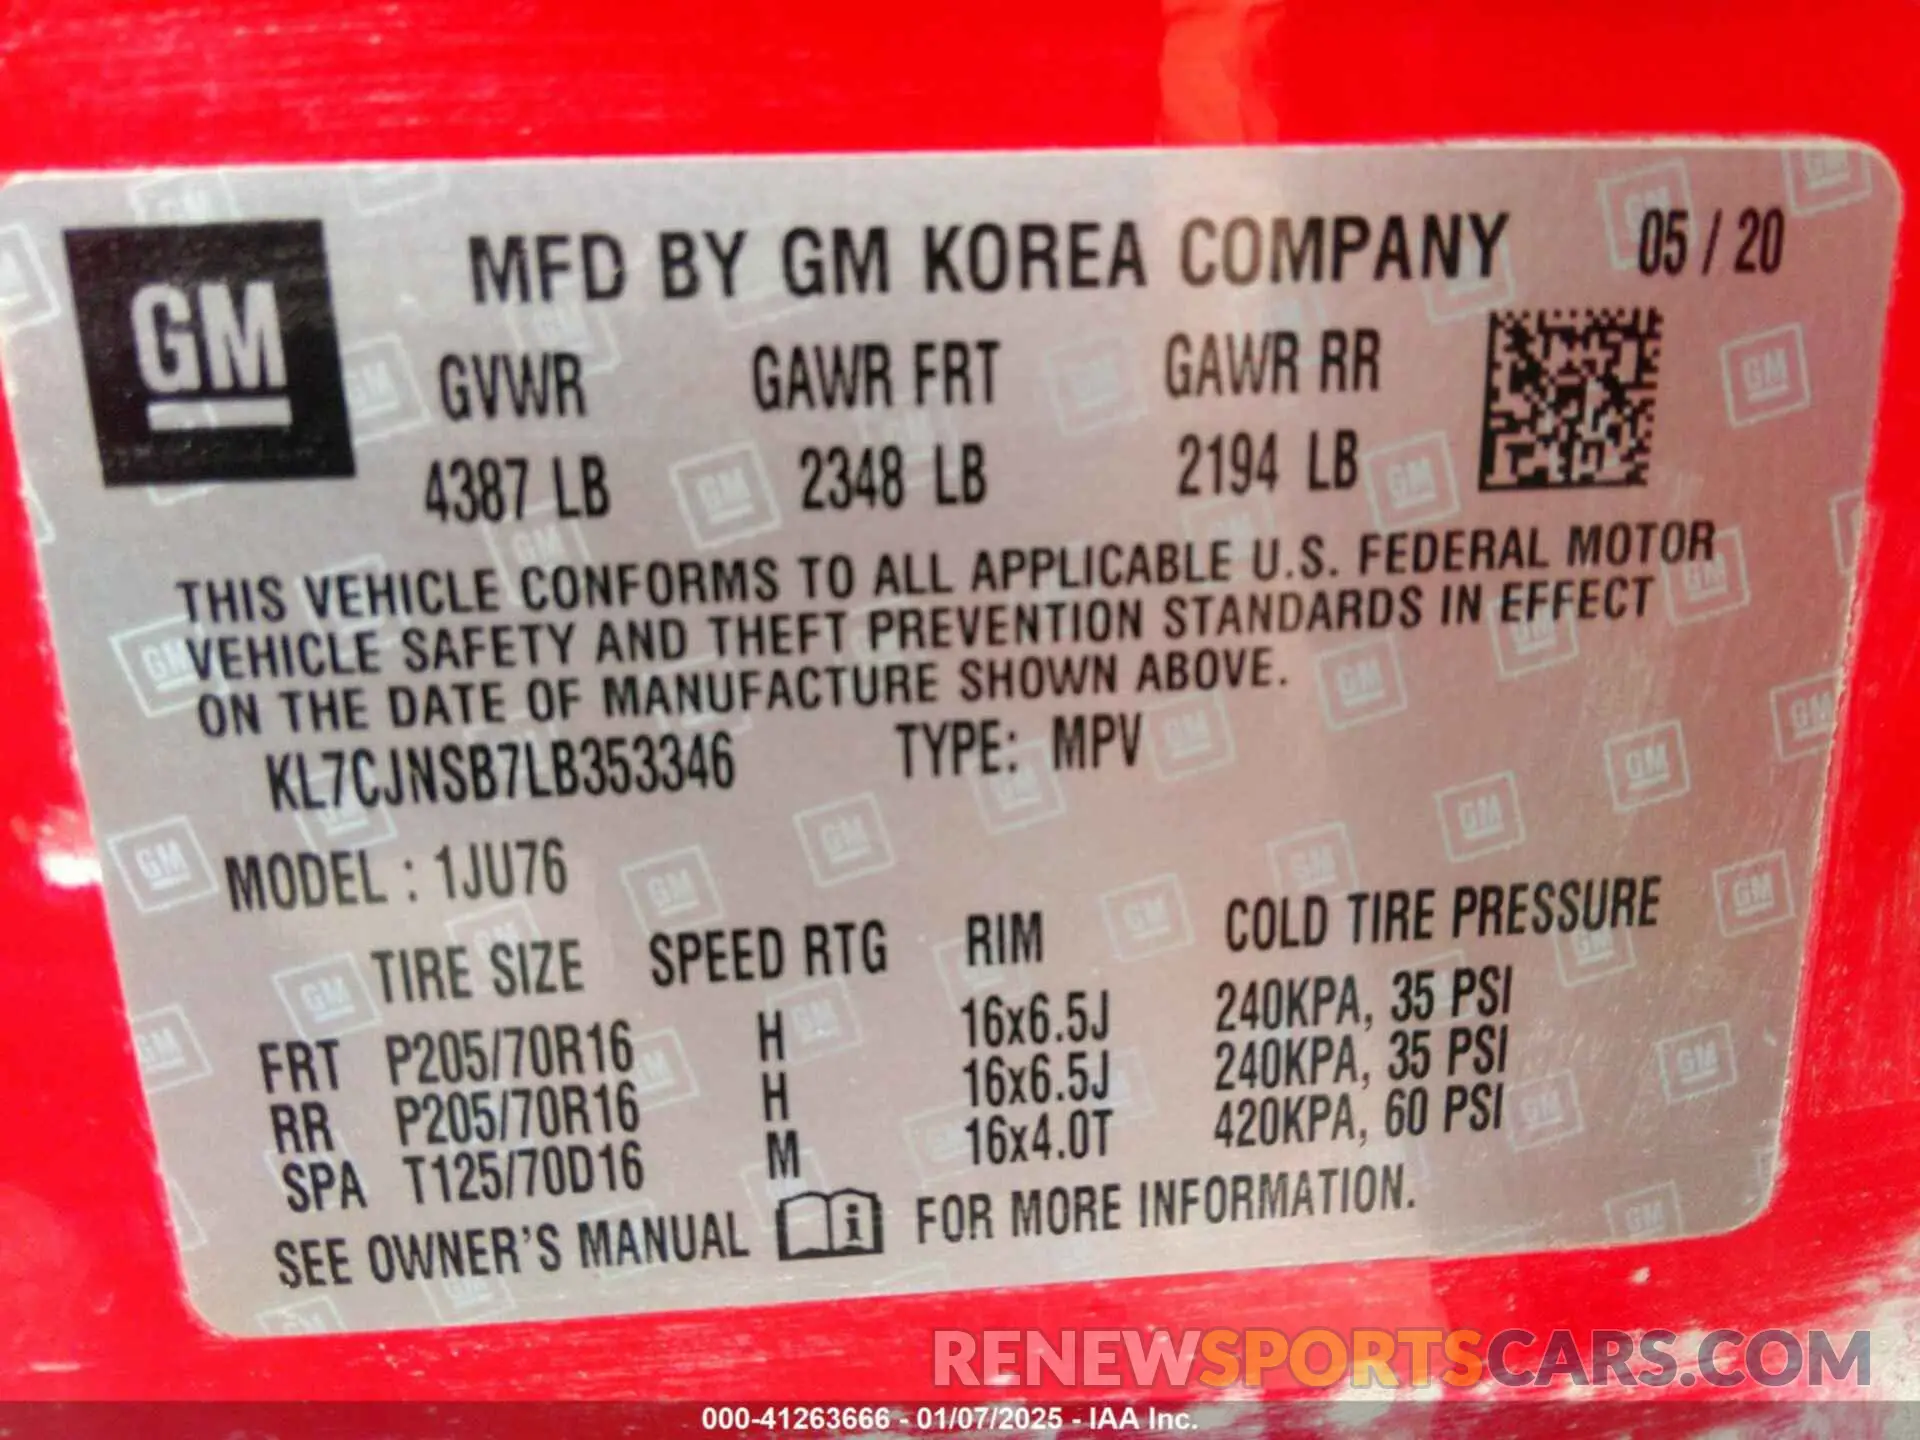 GM
MFD BY GM KOREA COMPANY 05 / 20
GVWR GAWR FRT GAWR RR
4387 LB 2348 LB 2194 LB
THIS VEHICLE CONFORMS TO ALL APPLICABLE U.S. FEDERAL MOTOR
VEHICLE SAFETY AND THEFT PREVENTION STANDARDS IN EFFECT
ON THE DATE OF MANUFACTURE SHOWN ABOVE.
KL7CJNSB7LB353346 TYPE: MPV
MODEL : 1JU76
TIRE SIZE SPEED RTG RIM COLD TIRE PRESSURE
FRT P205/70R16 H 16x6.5J 240KPA, 35 PSI
RR P205/70R16 H 16x6.5J 240KPA, 35 PSI
SPA T125/70D16 M 16x4.0T 420KPA, 60 PSI
SEE OWNER'S MANUAL i FOR MORE INFORMATION.
RENEWSPORTSCARS.COM
000-41263666 - 01/07/2025 - IAA Inc.